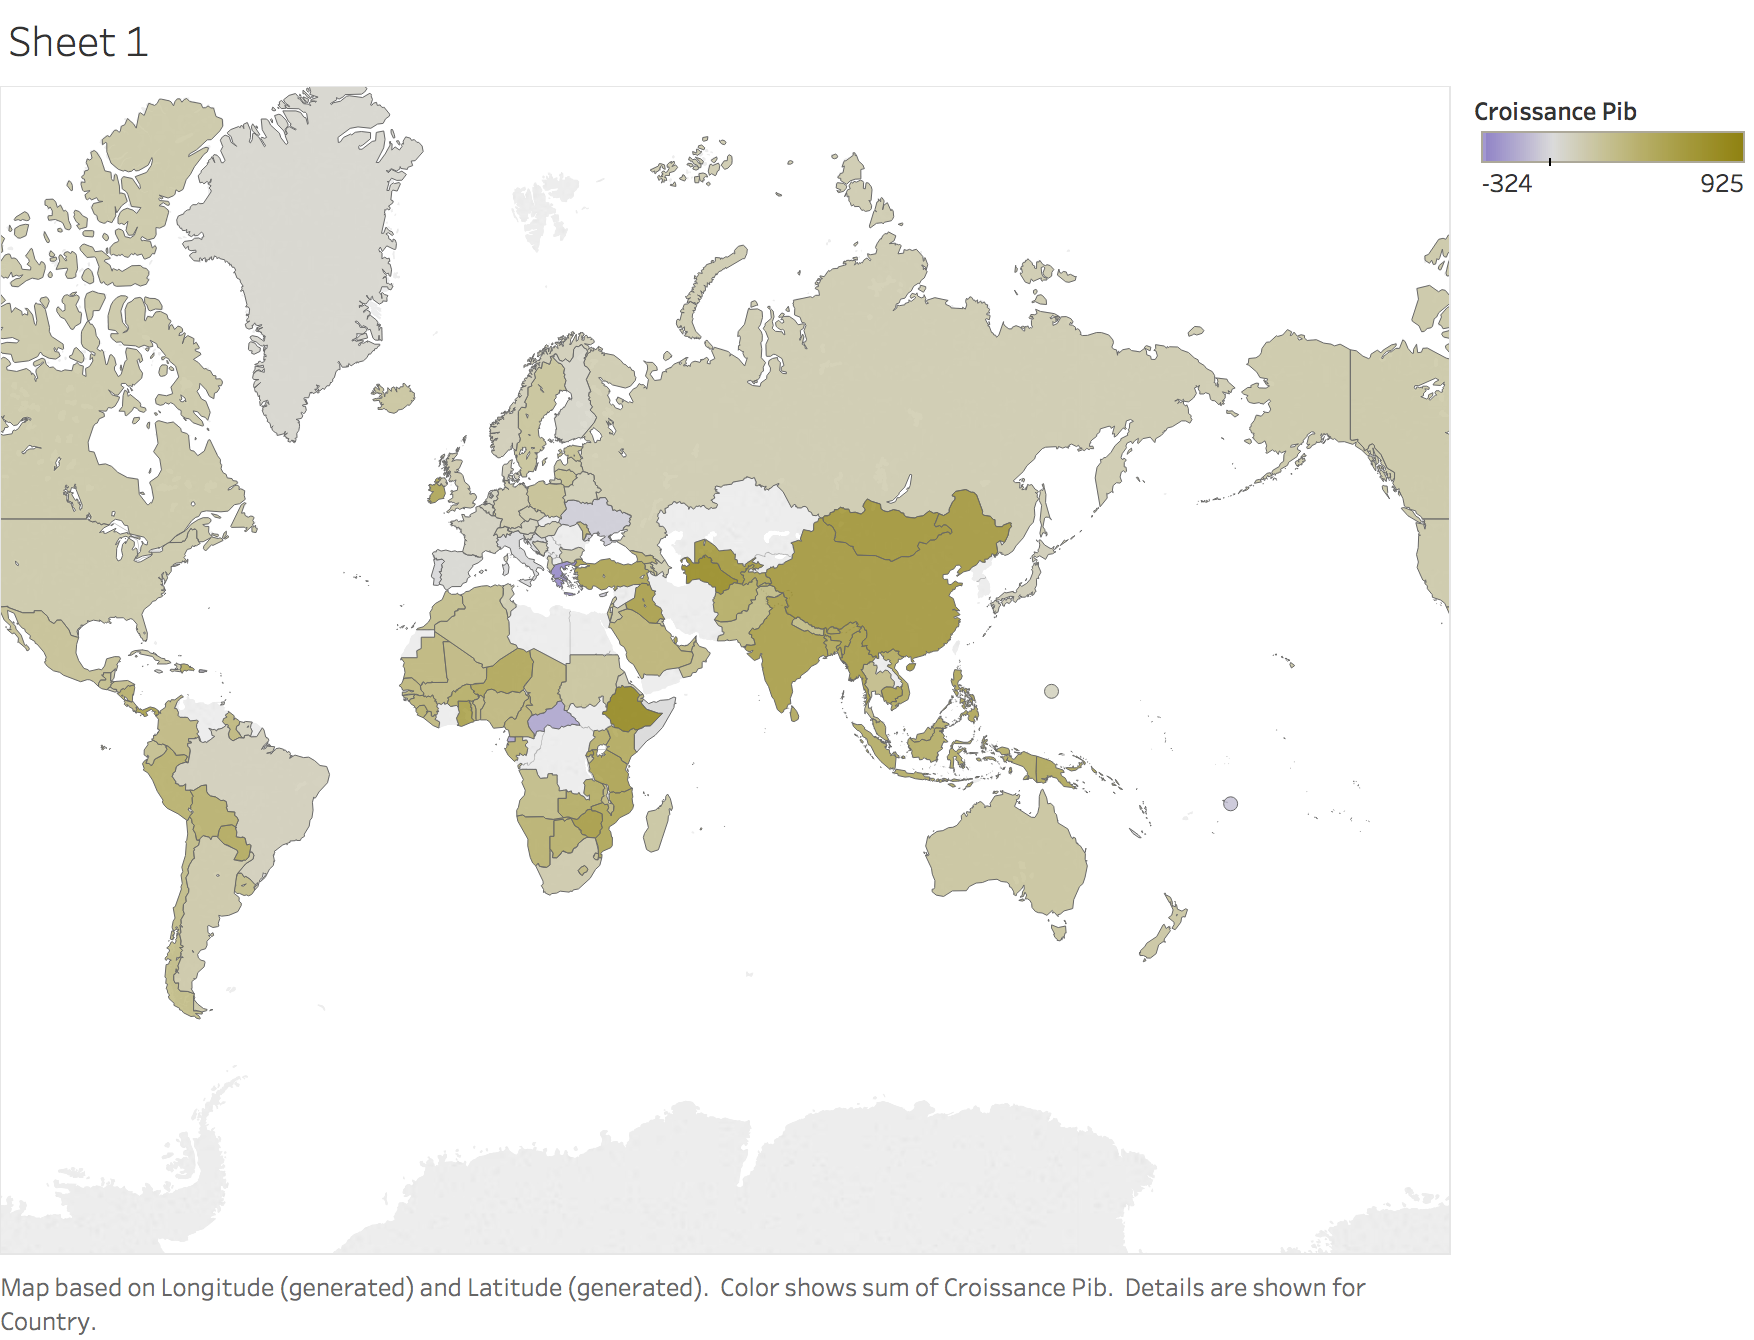 Sheet 1
Croissance Pib
-324
925
Map based on Longitude (generated) and Latitude (generated).  Color shows sum of Croissance Pib.  Details are shown for
Country.